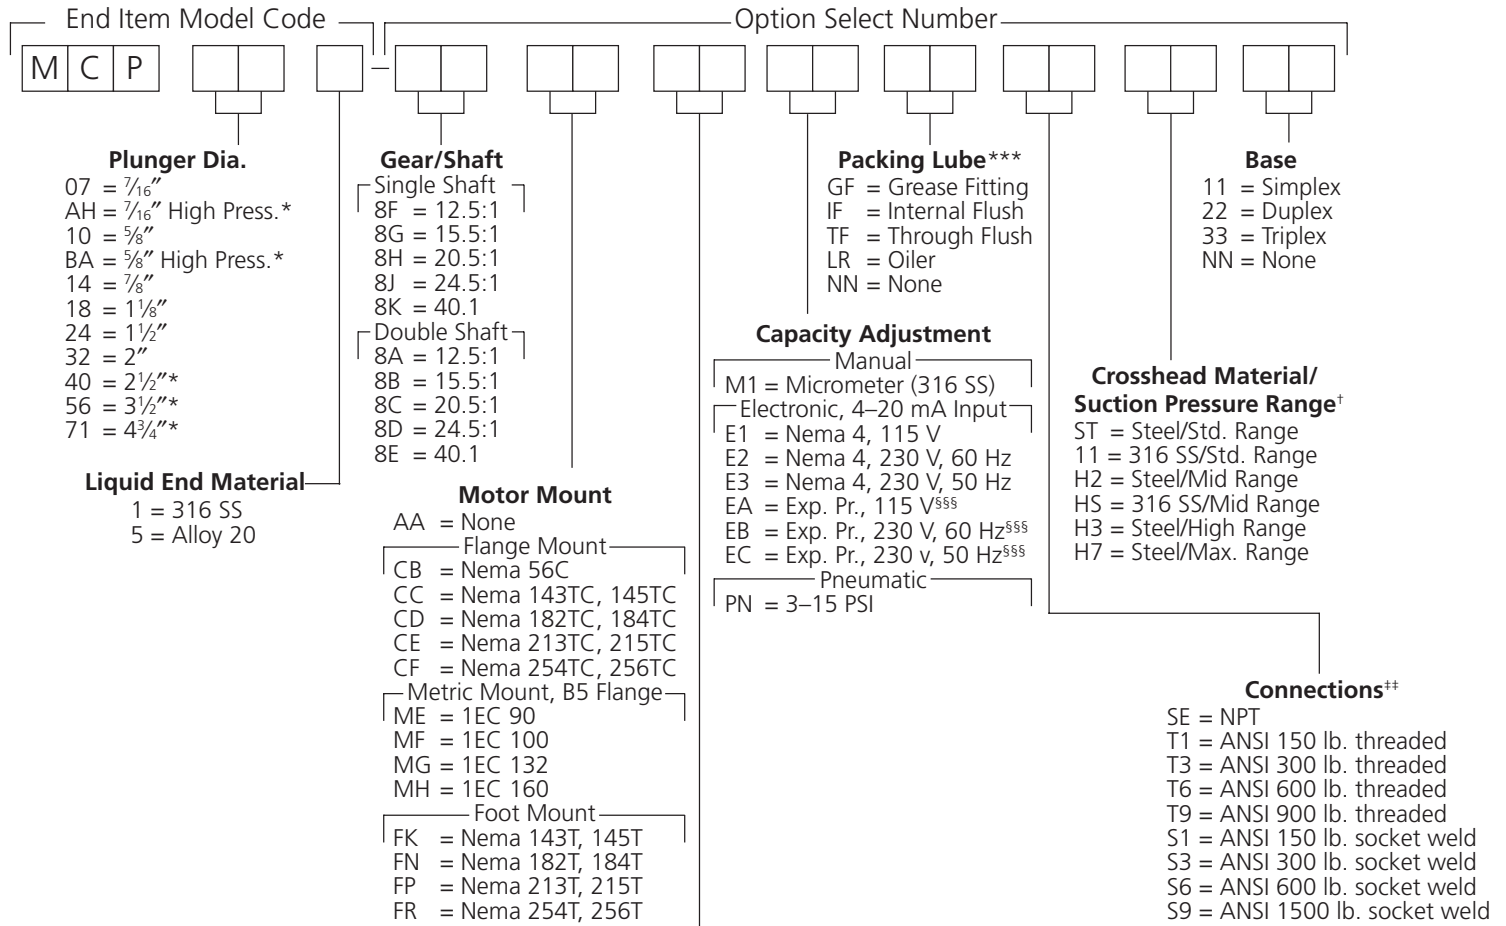 End Item Model Code
Option Select Number
M C P
–
Plunger Dia.
07 = 7/16″
AH = 7/16″ High Press.*
10 = 5/8″
BA = 5/8″ High Press.*
14 = 7/8″
18 = 1 1/8″
24 = 1 1/2″
32 = 2″
40 = 2 1/2″*
56 = 3 1/2″*
71 = 4 3/4″*
Liquid End Material
1 = 316 SS
5 = Alloy 20
Gear/Shaft
Single Shaft
8F = 12.5:1
8G = 15.5:1
8H = 20.5:1
8J = 24.5:1
8K = 40.1
Double Shaft
8A = 12.5:1
8B = 15.5:1
8C = 20.5:1
8D = 24.5:1
8E = 40.1
Motor Mount
AA = None
Flange Mount
CB = Nema 56C
CC = Nema 143TC, 145TC
CD = Nema 182TC, 184TC
CE = Nema 213TC, 215TC
CF = Nema 254TC, 256TC
Metric Mount, B5 Flange
ME = 1EC 90
MF = 1EC 100
MG = 1EC 132
MH = 1EC 160
Foot Mount
FK = Nema 143T, 145T
FN = Nema 182T, 184T
FP = Nema 213T, 215T
FR = Nema 254T, 256T
Packing Lube***
GF = Grease Fitting
IF = Internal Flush
TF = Through Flush
LR = Oiler
NN = None
Capacity Adjustment
Manual
M1 = Micrometer (316 SS)
Electronic, 4–20 mA Input
E1 = Nema 4, 115 V
E2 = Nema 4, 230 V, 60 Hz
E3 = Nema 4, 230 V, 50 Hz
EA = Exp. Pr., 115 V§§§
EB = Exp. Pr., 230 V, 60 Hz§§§
EC = Exp. Pr., 230 v, 50 Hz§§§
Pneumatic
PN = 3–15 PSI
Base
11 = Simplex
22 = Duplex
33 = Triplex
NN = None
Crosshead Material/
Suction Pressure Range†
ST = Steel/Std. Range
11 = 316 SS/Std. Range
H2 = Steel/Mid Range
HS = 316 SS/Mid Range
H3 = Steel/High Range
H7 = Steel/Max. Range
Connections‡‡
SE = NPT
T1 = ANSI 150 lb. threaded
T3 = ANSI 300 lb. threaded
T6 = ANSI 600 lb. threaded
T9 = ANSI 900 lb. threaded
S1 = ANSI 150 lb. socket weld
S3 = ANSI 300 lb. socket weld
S6 = ANSI 600 lb. socket weld
S9 = ANSI 1500 lb. socket weld